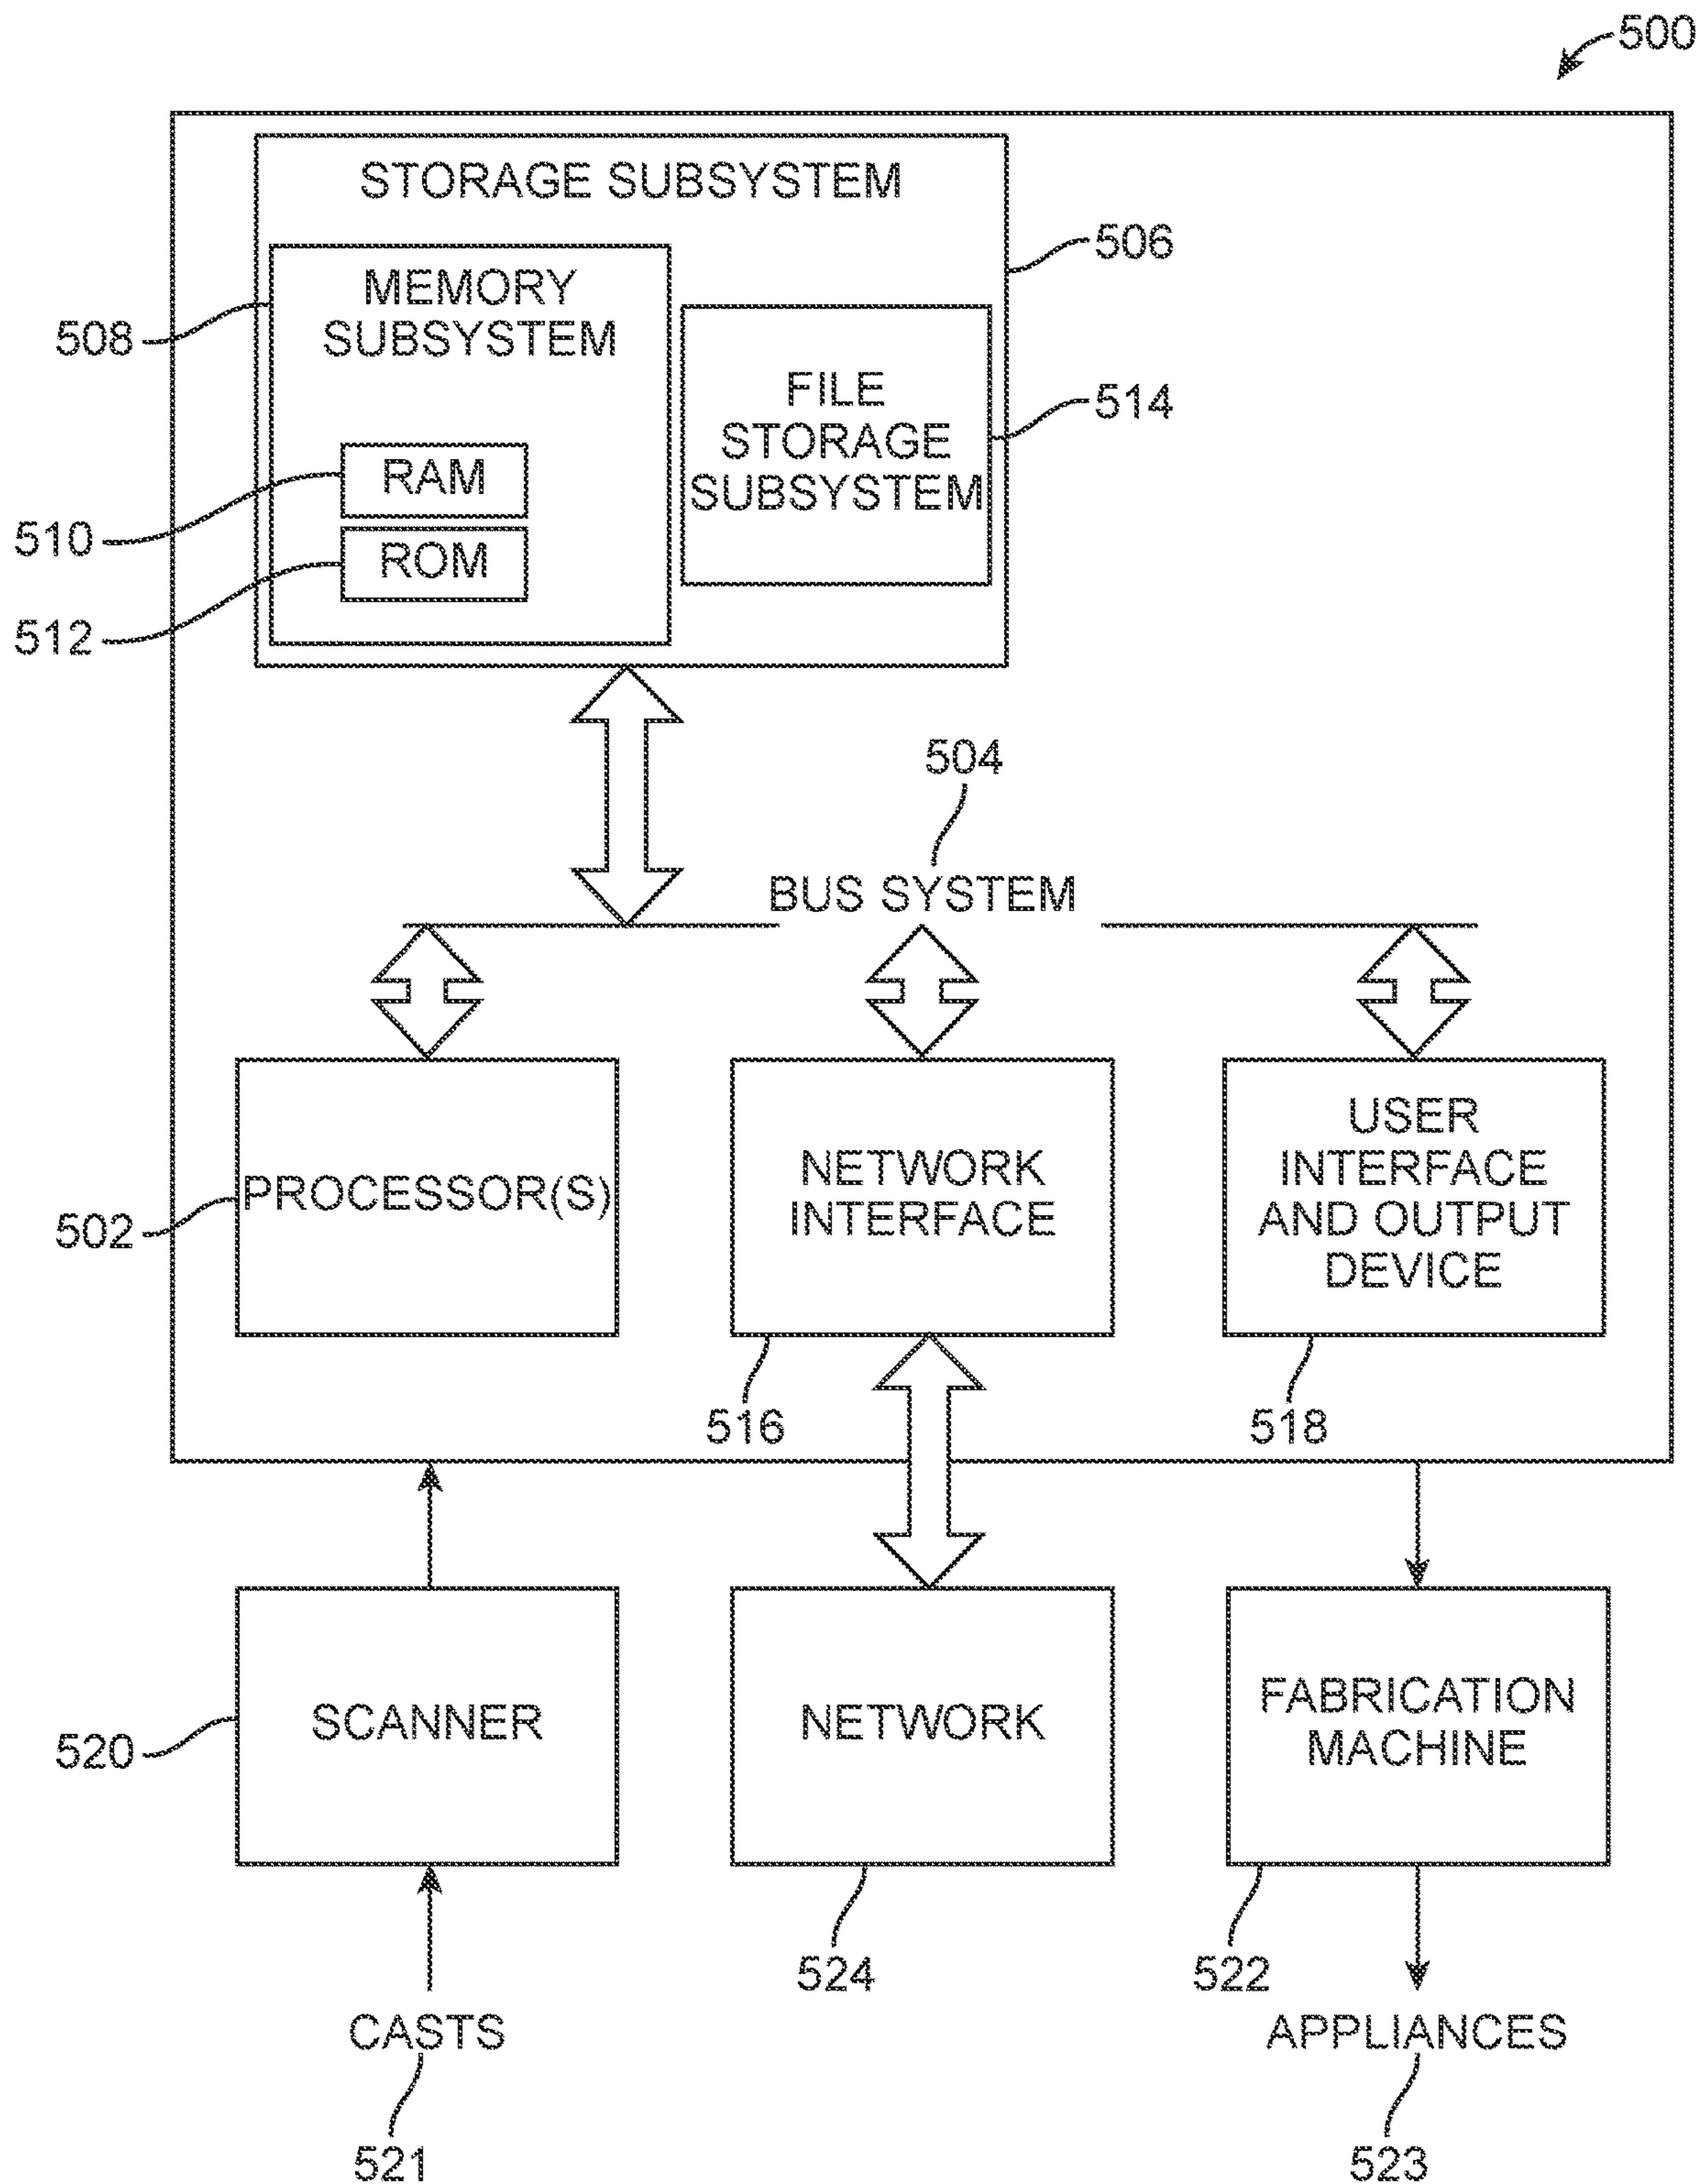 500
STORAGE SUBSYSTEM
506
MEMORY
SUBSYSTEM
508
FILE
STORAGE
SUBSYSTEM
514
RAM
510
ROM
512
504
BUS SYSTEM
PROCESSOR(S)
502
NETWORK
INTERFACE
516
USER
INTERFACE
AND OUTPUT
DEVICE
518
SCANNER
520
NETWORK
524
FABRICATION
MACHINE
522
CASTS
521
APPLIANCES
523